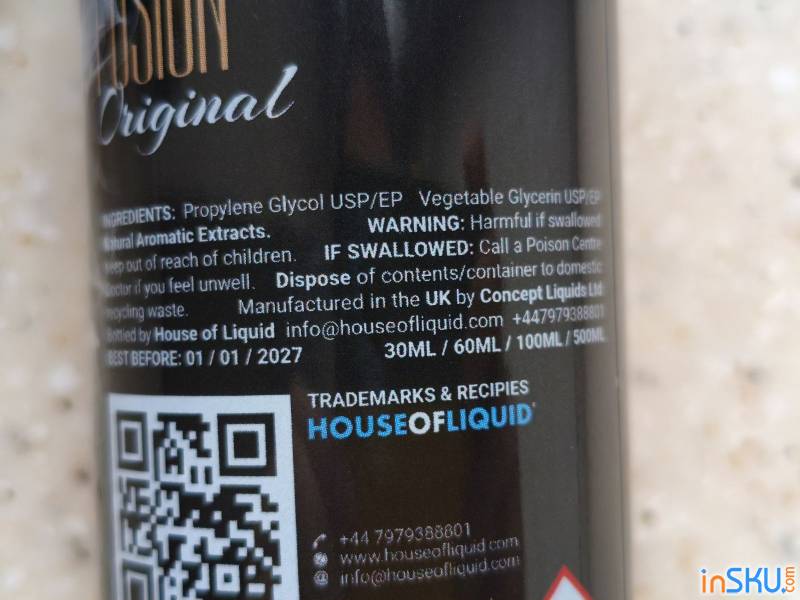 Original
INGREDIENTS: Propylene Glycol USP/EP Vegetable Glycerin USP/EP
Natural Aromatic Extracts. WARNING: Harmful if swallowed
Keep out of reach of children. IF SWALLOWED: Call a Poison Centre
doctor if you feel unwell. Dispose of contents/container to domestic
recycling waste. Manufactured in the UK by Concept Liquids Ltd
Bottled by House of Liquid info@houseofliquid.com +447979388801
BEST BEFORE: 01 / 01 / 2027 30ML / 60ML / 100ML / 500ML
TRADEMARKS & RECIPIES
HOUSEOFLIQUID
+44 7979388801
www.houseofliquid.com
info@houseofliquid.com
inSKU.com